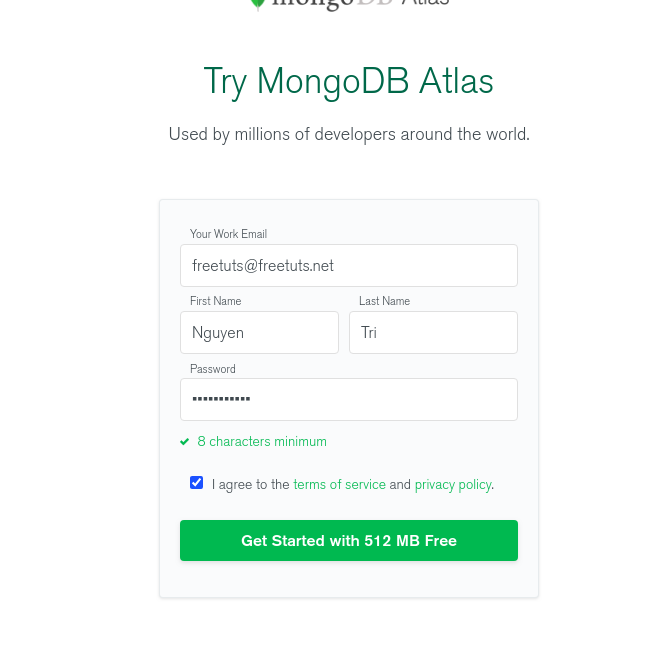 mongoDB Atlas
Try MongoDB Atlas
Used by millions of developers around the world.
Your Work Email
freetuts@freetuts.net
First Name Last Name
Nguyen Tri
Password
•••••••••••
8 characters minimum
I agree to the terms of service and privacy policy.
Get Started with 512 MB Free